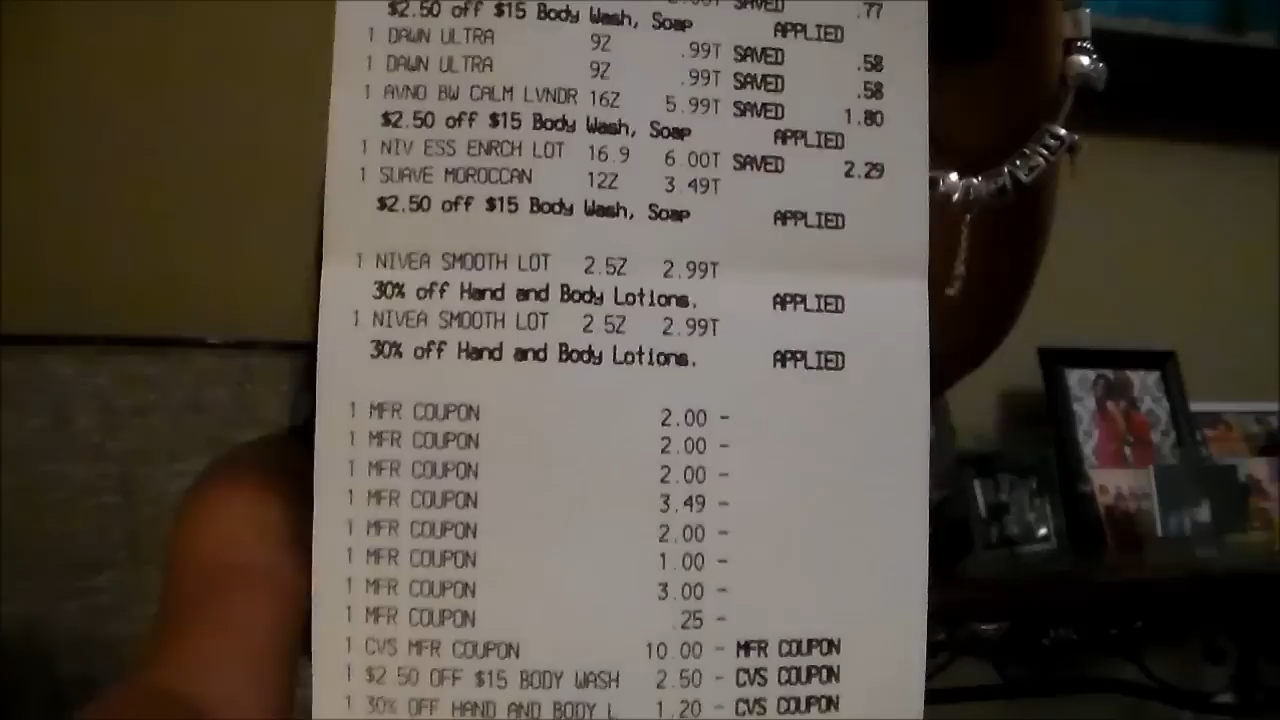 SAVED .77
$2.50 off $15 Body Wash, Soap APPLIED
1 DAWN ULTRA 9Z .99T SAVED .58
1 DAWN ULTRA 9Z .99T SAVED .58
1 AVNO BW CALM LVNDR 16Z 5.99T SAVED 1.80
$2.50 off $15 Body Wash, Soap APPLIED
1 NIV ESS ENRCH LOT 16.9 6.00T SAVED 2.29
1 SUAVE MOROCCAN 12Z 3.49T
$2.50 off $15 Body Wash, Soap APPLIED
1 NIVEA SMOOTH LOT 2.5Z 2.99T
30% off Hand and Body Lotions. APPLIED
1 NIVEA SMOOTH LOT 2.5Z 2.99T
30% off Hand and Body Lotions. APPLIED
1 MFR COUPON 2.00 -
1 MFR COUPON 2.00 -
1 MFR COUPON 2.00 -
1 MFR COUPON 3.49 -
1 MFR COUPON 2.00 -
1 MFR COUPON 1.00 -
1 MFR COUPON 3.00 -
1 MFR COUPON .25 -
1 CVS MFR COUPON 10.00 - MFR COUPON
1 $2.50 OFF $15 BODY WASH 2.50 - CVS COUPON
1 30% OFF HAND AND BODY L 1.20 - CVS COUPON